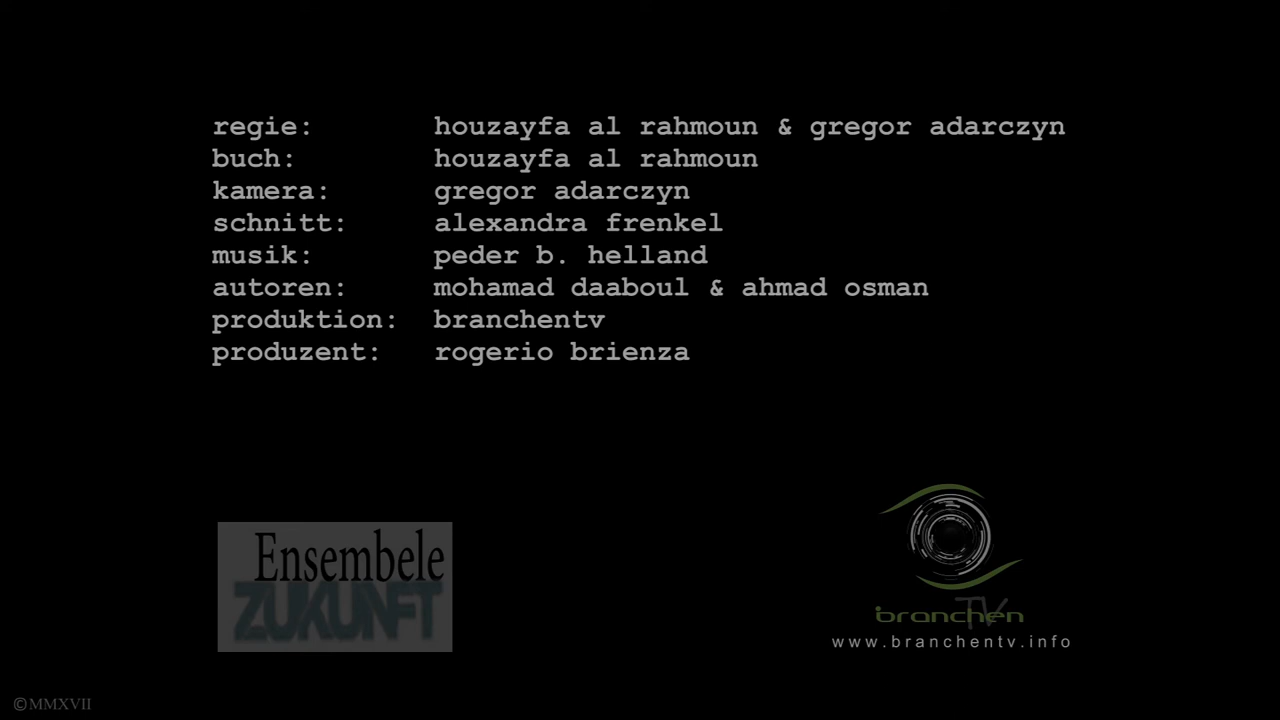 regie: houzayfa al rahmoun & gregor adarczyn
buch: houzayfa al rahmoun
kamera: gregor adarczyn
schnitt: alexandra frenkel
musik: peder b. helland
autoren: mohamad daaboul & ahmad osman
produktion: branchentv
produzent: rogerio brienza
Ensembele
ZUKUNFT
branchen TV
www.branchentv.info
©MMXVII